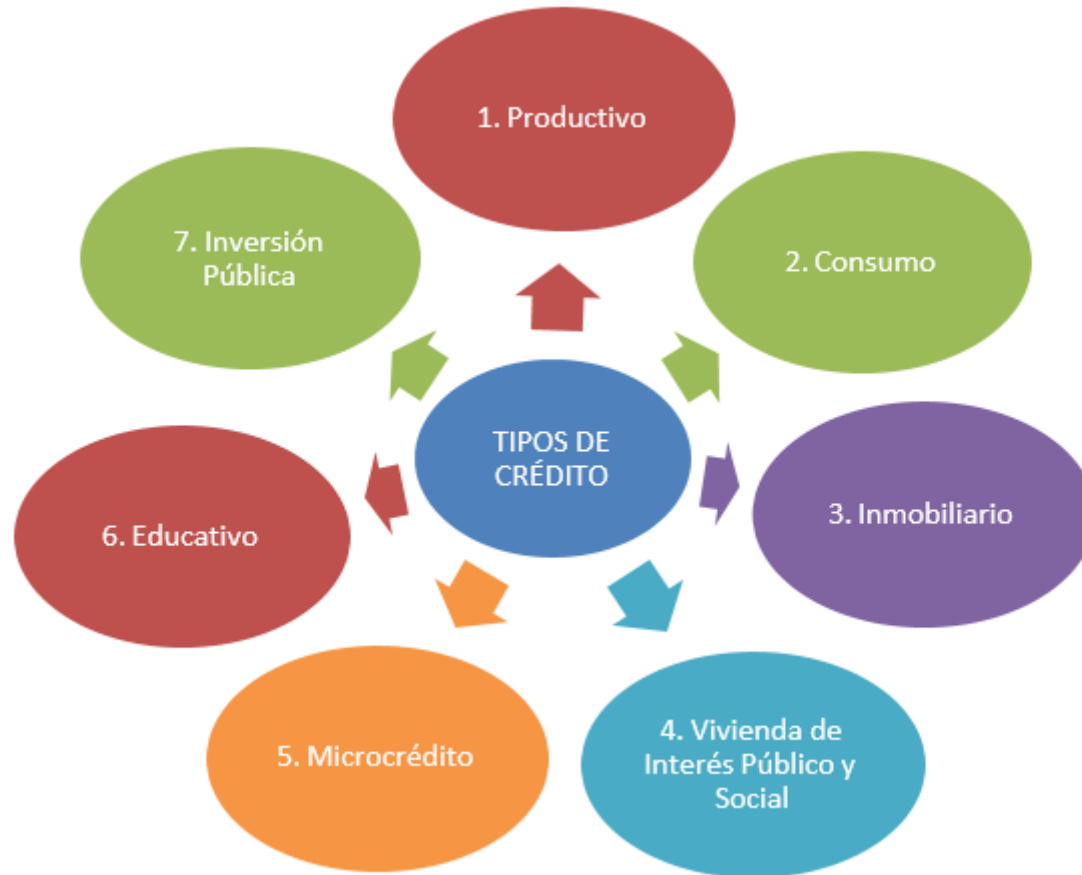 TIPOS DE
CRÉDITO
1. Productivo
2. Consumo
3. Inmobiliario
4. Vivienda de
Interés Público y
Social
5. Microcrédito
6. Educativo
7. Inversión
Pública